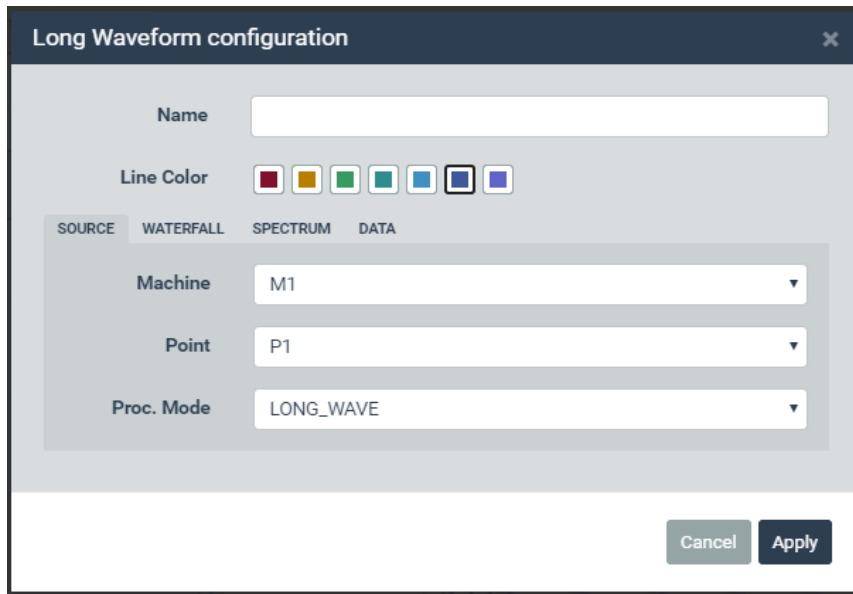 Long Waveform configuration ×
Name
Line Color
SOURCE WATERFALL SPECTRUM DATA
Machine M1
Point P1
Proc. Mode LONG_WAVE
Cancel Apply